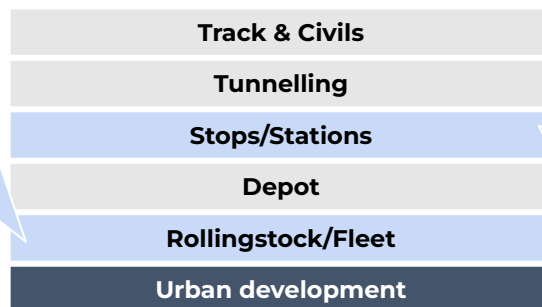 Track & Civils
Tunnelling
Stops/Stations
Depot
Rollingstock/Fleet
Urban development